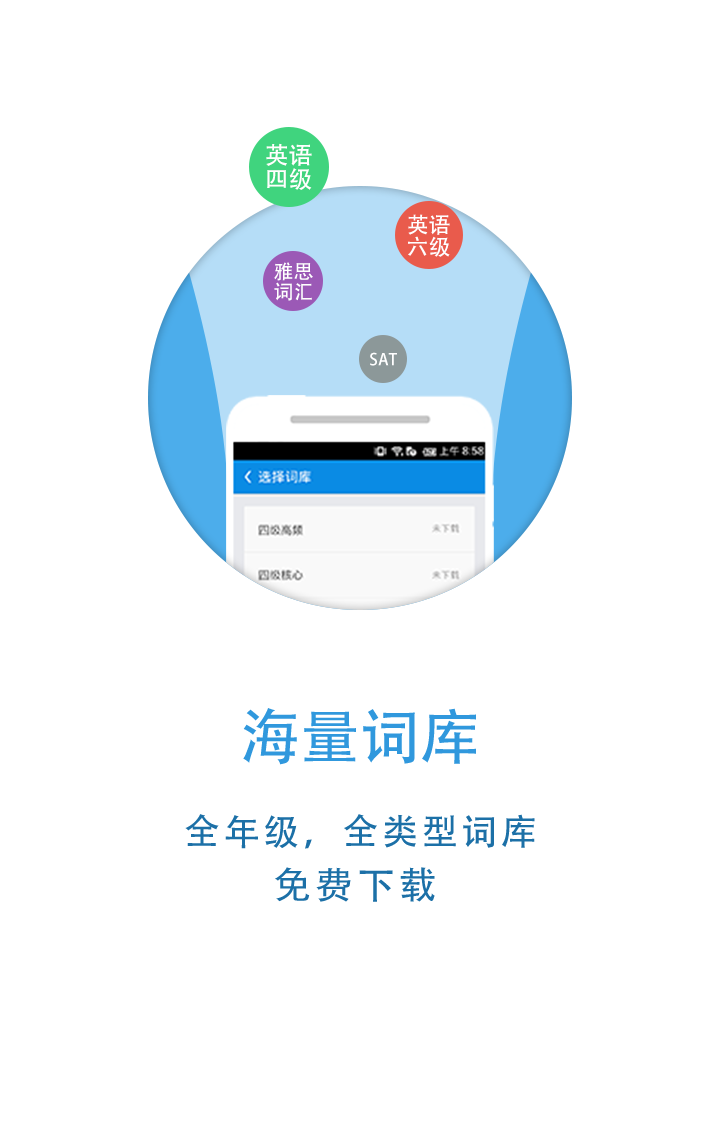 英语
四级
英语
六级
雅思
词汇
SAT
上午 8:58
选择词库
四级高频 未下载
四级核心 未下载
海量词库
全年级，全类型词库
免费下载